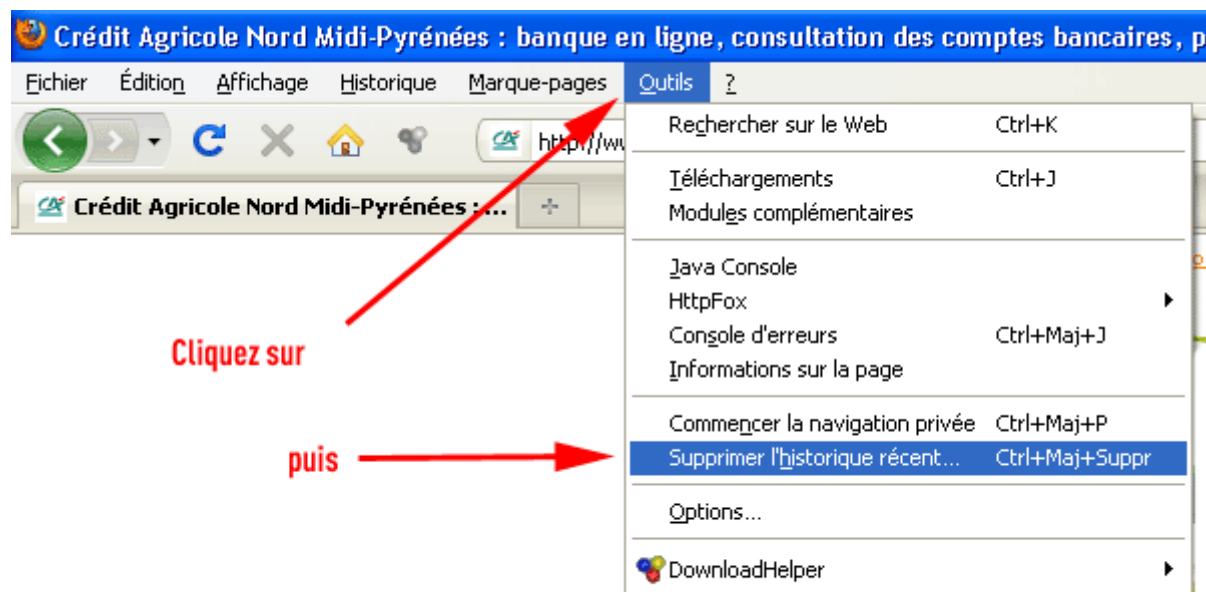 Crédit Agricole Nord Midi-Pyrénées : banque en ligne, consultation des comptes bancaires, p
Fichier Édition Affichage Historique Marque-pages Outils ?
http://ww
Crédit Agricole Nord Midi-Pyrénées :...
Rechercher sur le Web Ctrl+K
Téléchargements Ctrl+J
Modules complémentaires
Java Console
HttpFox
Console d'erreurs Ctrl+Maj+J
Informations sur la page
Cliquez sur
Commencer la navigation privée Ctrl+Maj+P
puis
Supprimer l'historique récent... Ctrl+Maj+Suppr
Options...
DownloadHelper